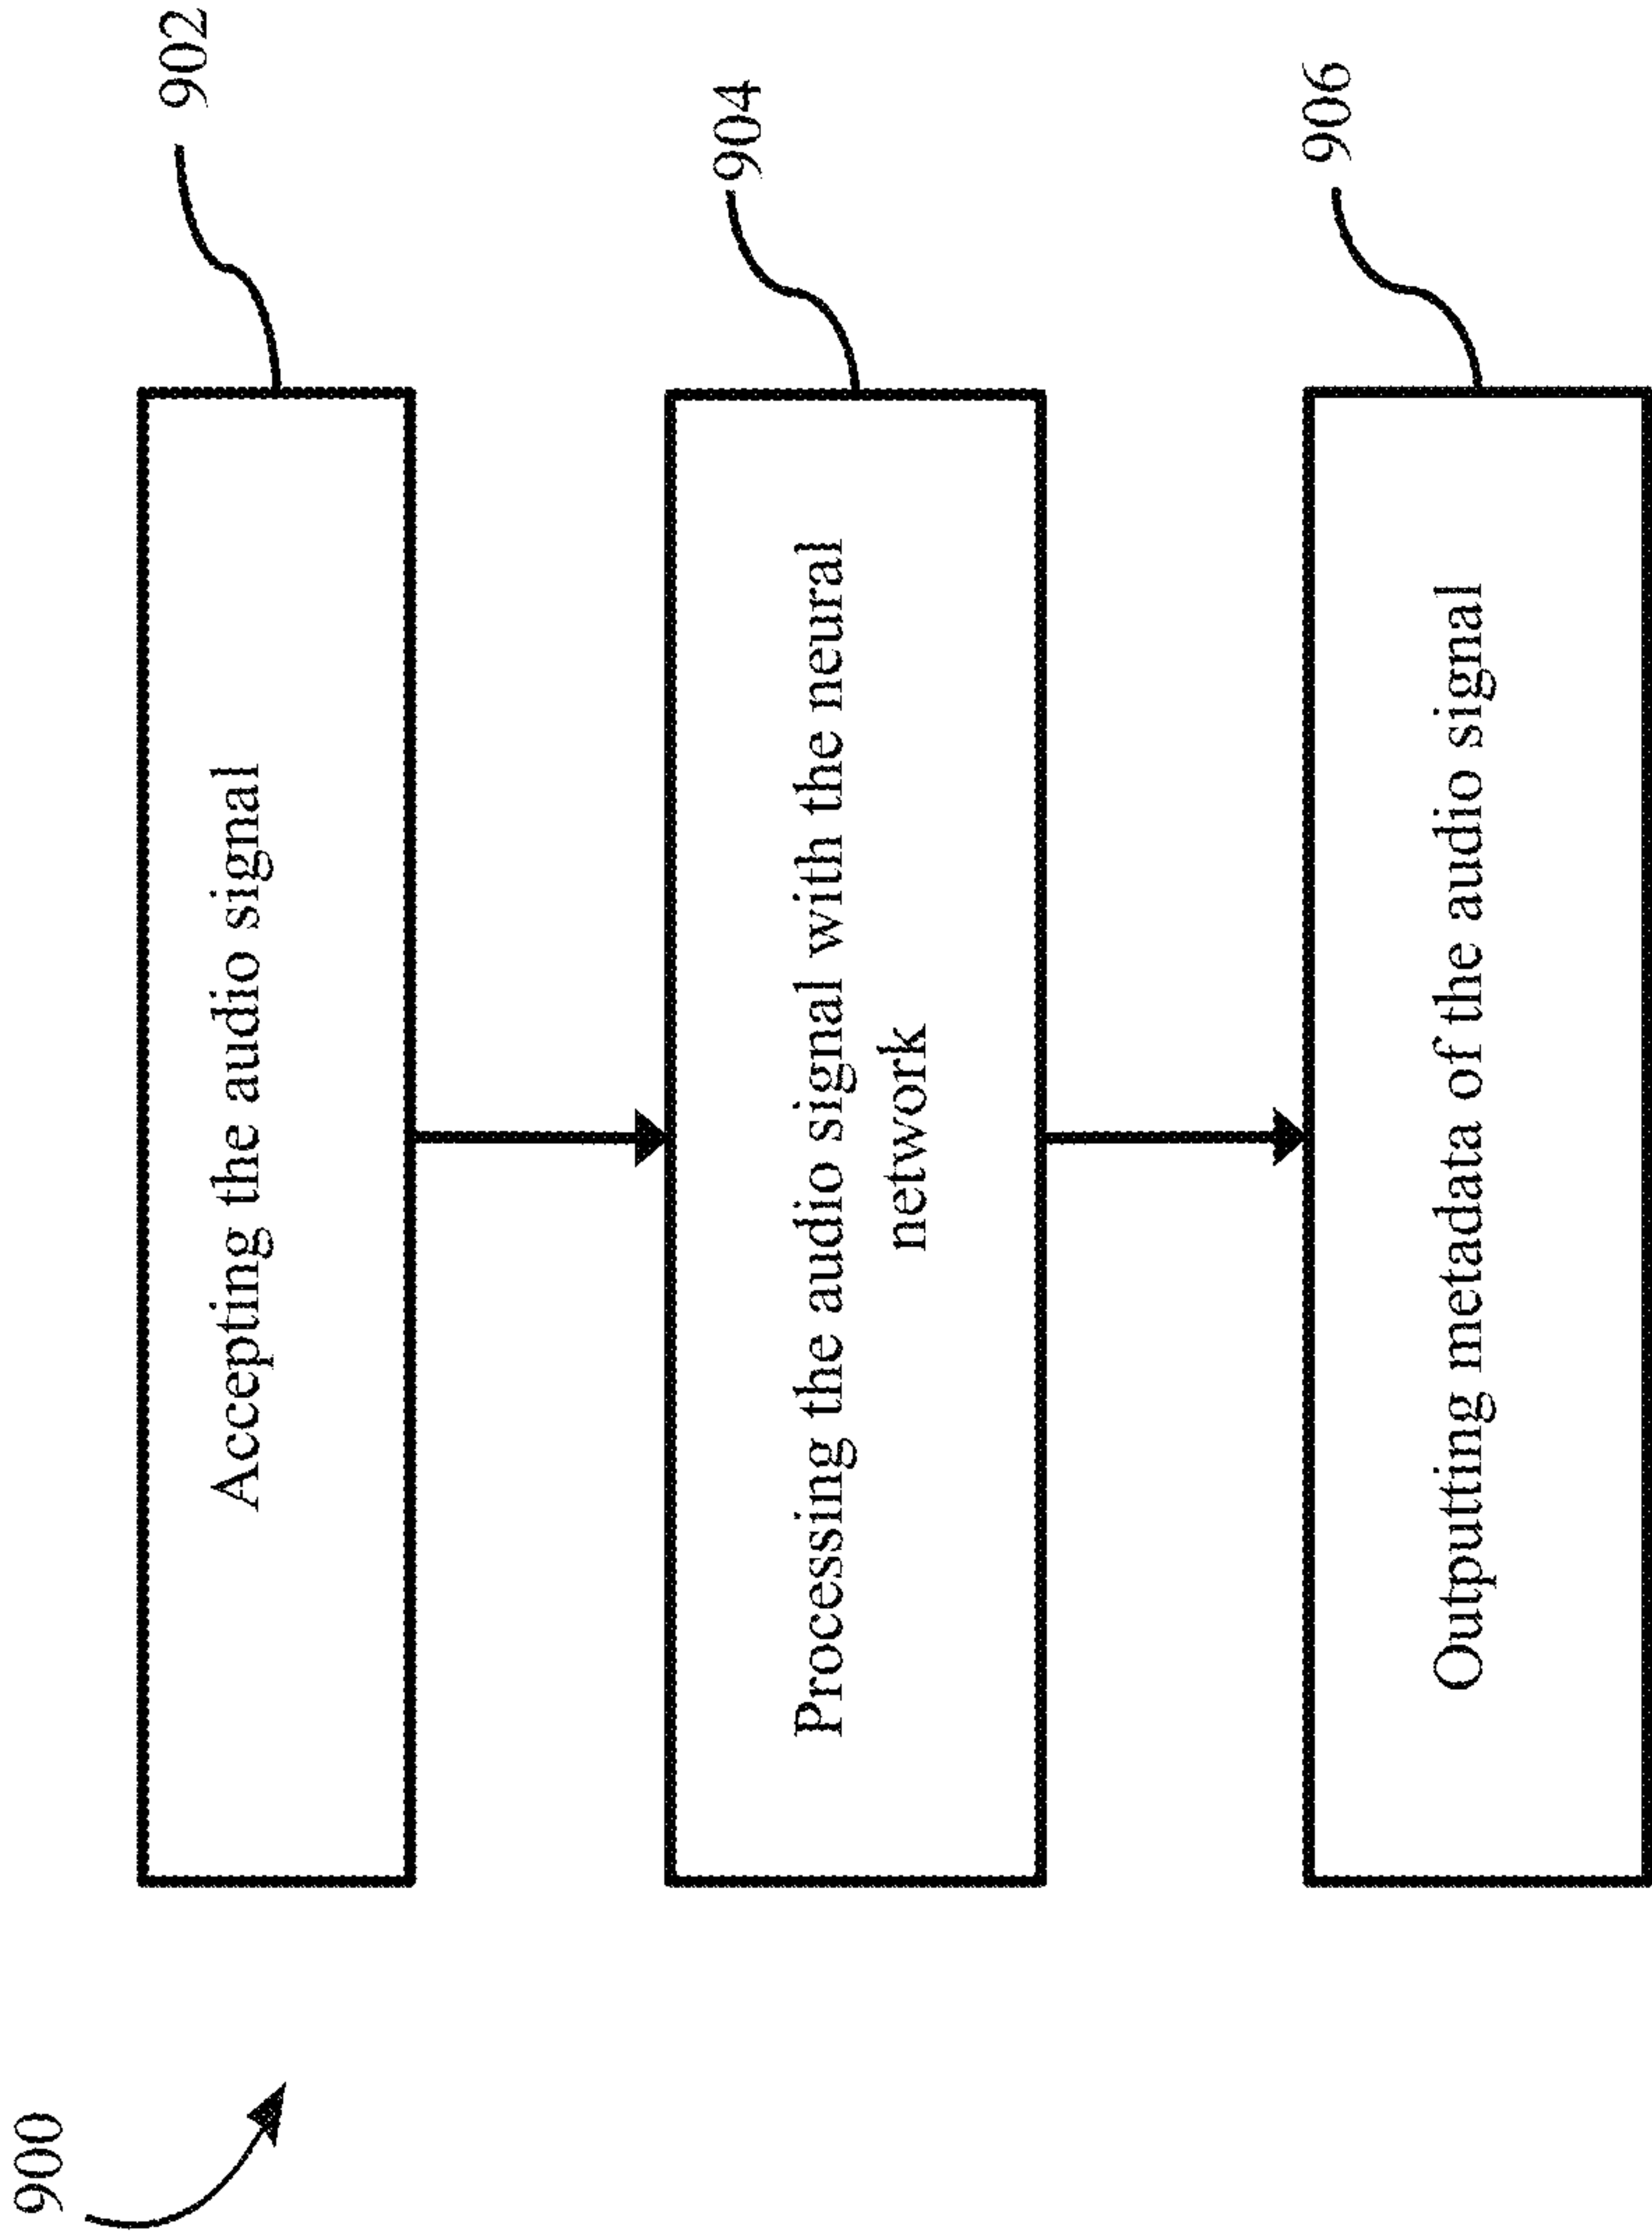 900
902
Accepting the audio signal
904
Processing the audio signal with the neural
network
906
Outputting metadata of the audio signal